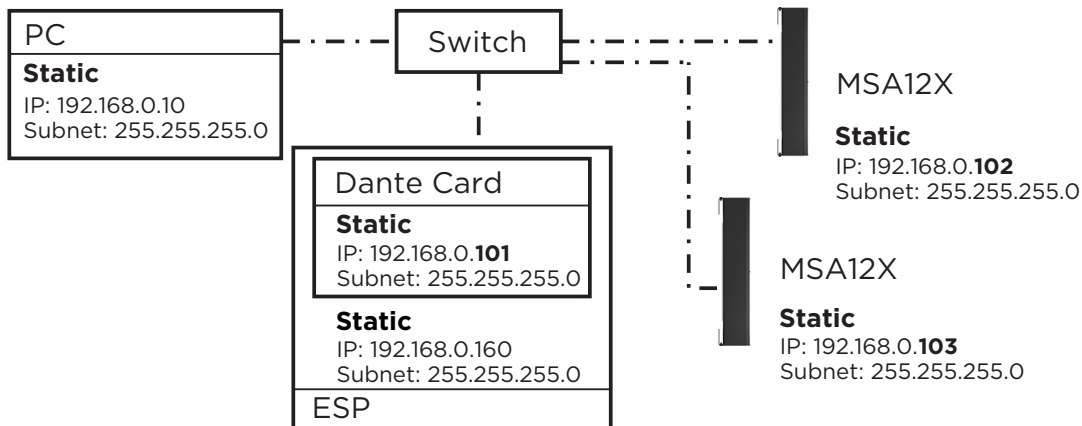 PC
Static
IP: 192.168.0.10
Subnet: 255.255.255.0
Switch
MSA12X
Static
IP: 192.168.0.102
Subnet: 255.255.255.0
Dante Card
Static
IP: 192.168.0.101
Subnet: 255.255.255.0
Static
IP: 192.168.0.160
Subnet: 255.255.255.0
ESP
MSA12X
Static
IP: 192.168.0.103
Subnet: 255.255.255.0